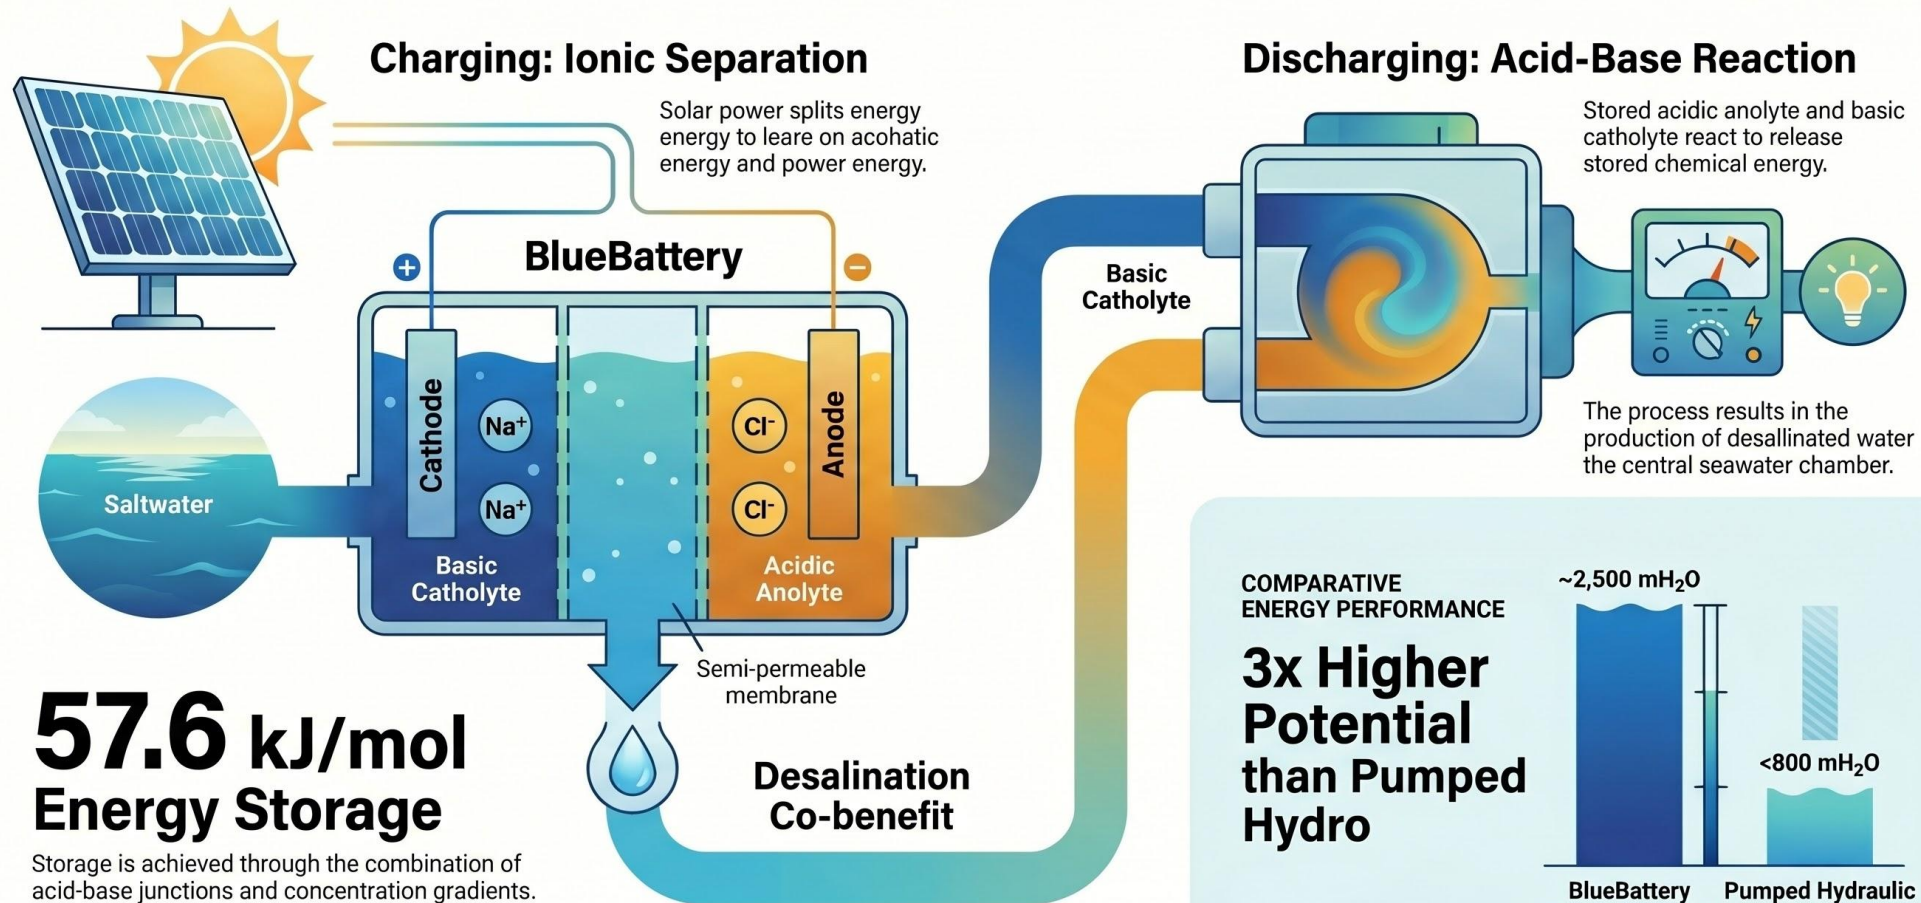 Charging: Ionic Separation
Solar power splits energy
energy to leare on acohatic
energy and power energy.
BlueBattery
+
−
Saltwater
Cathode
Na⁺
Na⁺
Basic
Catholyte
Cl⁻
Cl⁻
Anode
Acidic
Anolyte
Semi-permeable
membrane
57.6 kJ/mol
Energy Storage
Storage is achieved through the combination of
acid-base junctions and concentration gradients.
Desalination
Co-benefit
Discharging: Acid-Base Reaction
Stored acidic anolyte and basic
catholyte react to release
stored chemical energy.
Basic
Catholyte
The process results in the
production of desallinated water
the central seawater chamber.
COMPARATIVE
ENERGY PERFORMANCE
3x Higher
Potential
than Pumped
Hydro
~2,500 mH₂O
<800 mH₂O
BlueBattery
Pumped Hydraulic